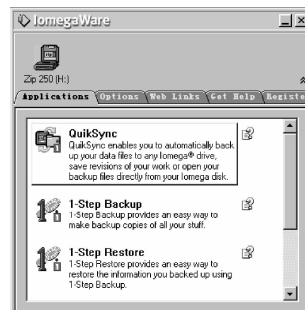 IomegaWare
Zip 250 (H:)
Applications Options Web Links Get Help Registe
QuikSync
QuikSync enables you to automatically back
up your data files to any Iomega® drive,
save revisions of your work or open your
backup files directly from your Iomega disk.
1-Step Backup
1-Step Backup provides an easy way to
make backup copies of all your stuff.
1-Step Restore
1-Step Restore provides an easy way to
restore the information you backed up using
1-Step Backup.